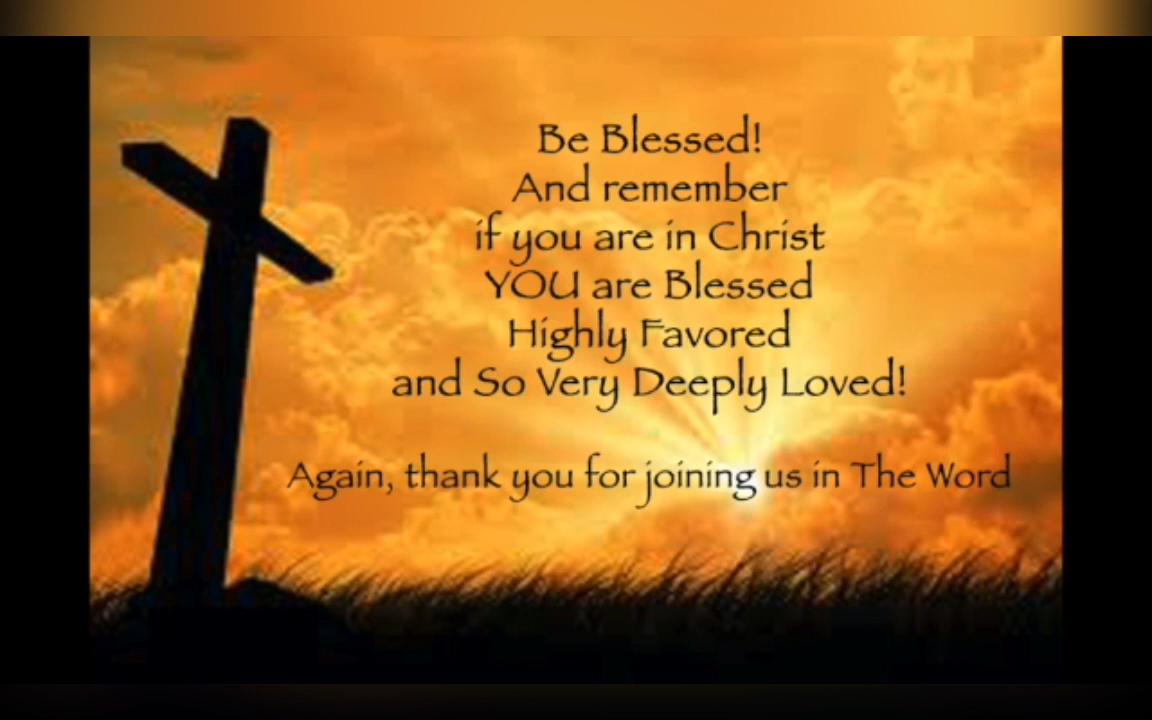 Be Blessed!
And remember
if you are in Christ
YOU are Blessed
Highly Favored
and So Very Deeply Loved!
Again, thank you for joining us in The Word